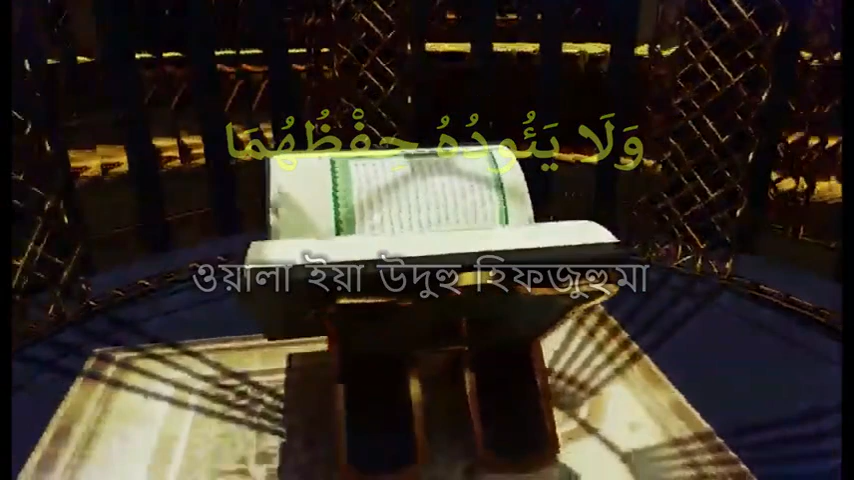 وَلَا يَئُودُهُ حِفْظُهُمَا
ওয়ালা ইয়া উদুহু হিফজুহুমা